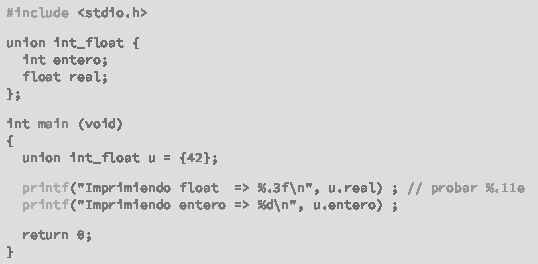 #include <stdio.h>
union int_float {
int entero;
float real;
};
int main (void)
{
union int_float u = {42};
printf("Imprimiendo float => %.3f\n", u.real) ; // probar %.11e
printf("Imprimiendo entero => %d\n", u.entero) ;
return 0;
}